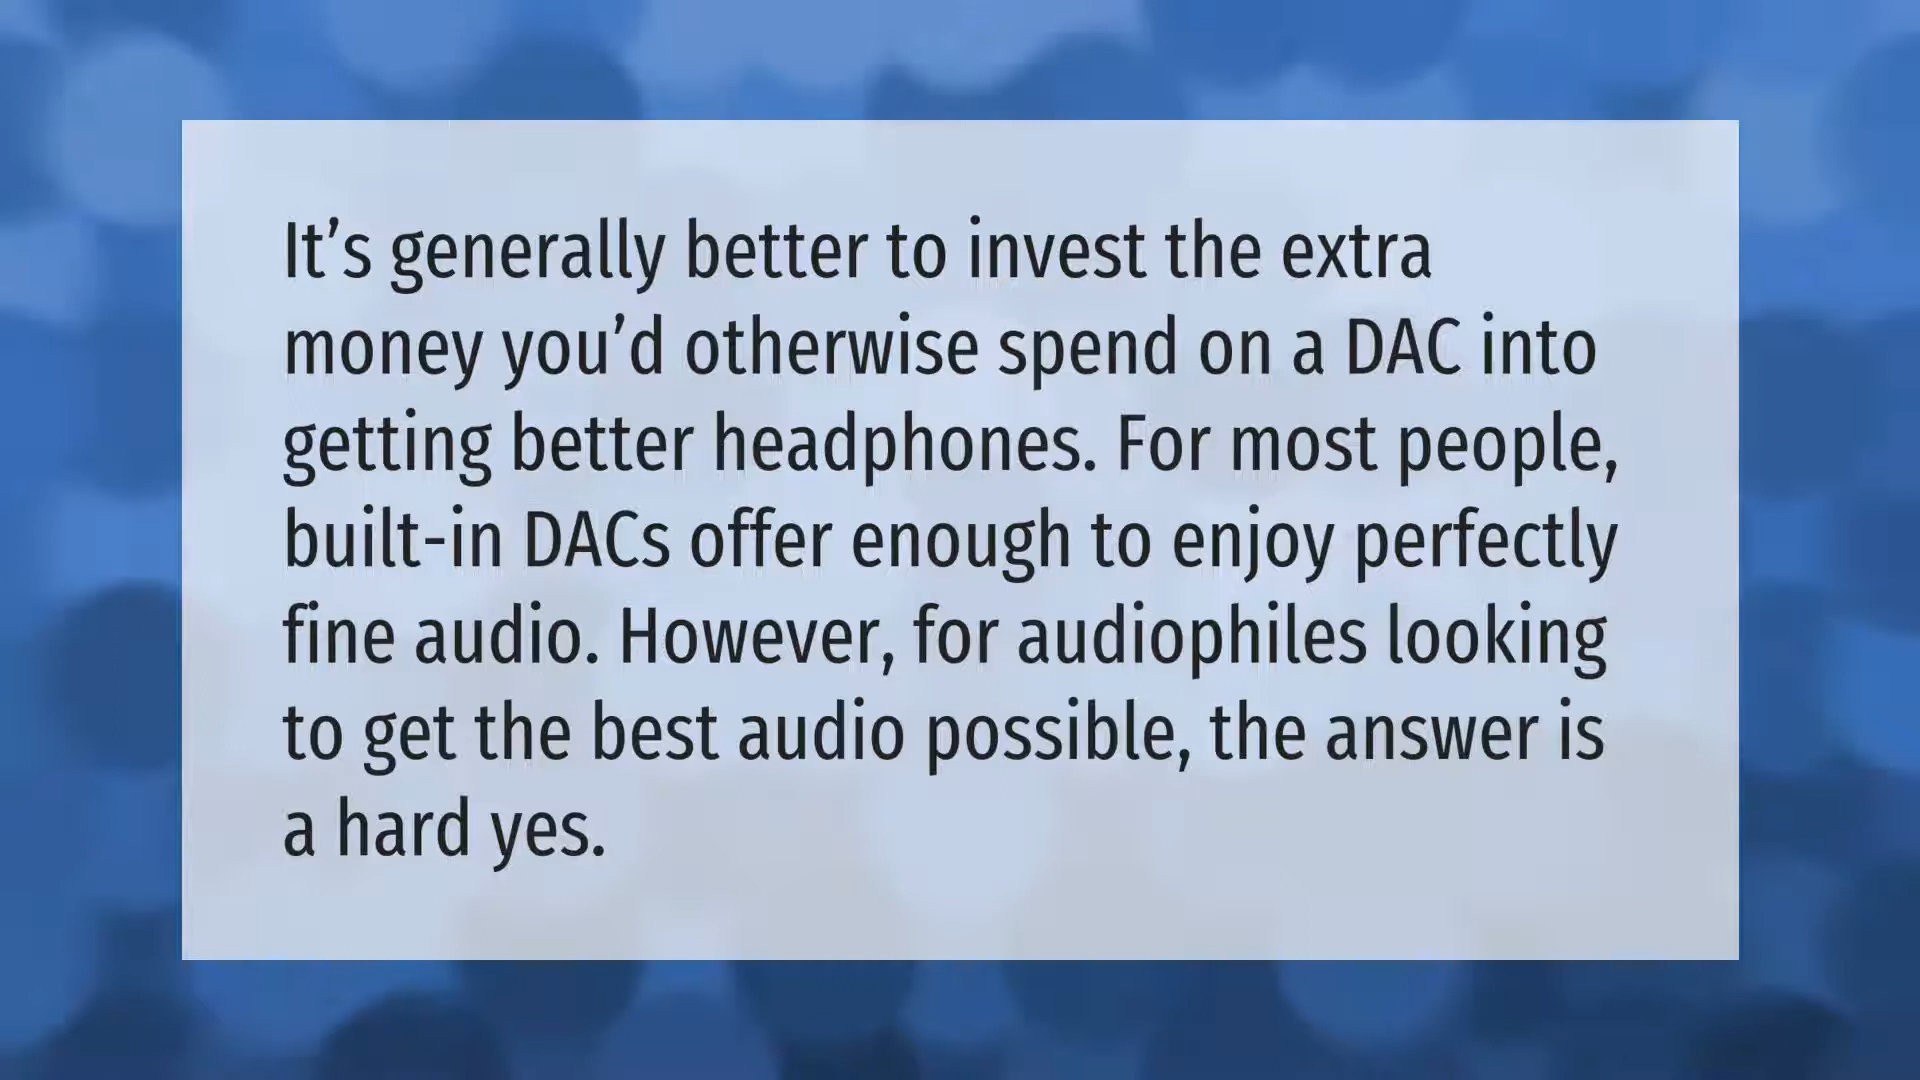 It’s generally better to invest the extra
money you’d otherwise spend on a DAC into
getting better headphones. For most people,
built-in DACs offer enough to enjoy perfectly
fine audio. However, for audiophiles looking
to get the best audio possible, the answer is
a hard yes.